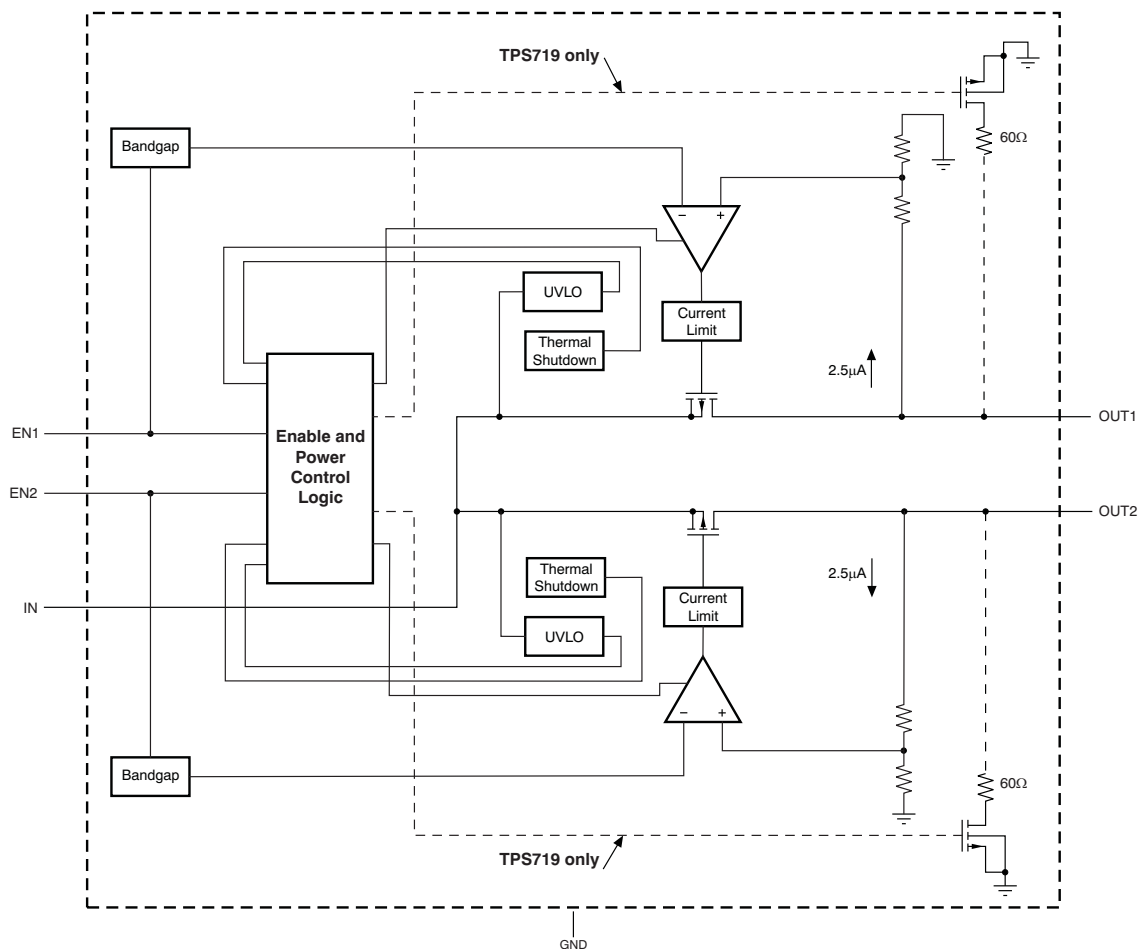 TPS719 only
60Ω
Bandgap
− +
UVLO
Current
Limit
Thermal
Shutdown
2.5µA
OUT1
EN1
Enable and
Power
Control
Logic
EN2
OUT2
Thermal
Shutdown
2.5µA
Current
Limit
IN
UVLO
− +
Bandgap
60Ω
TPS719 only
GND